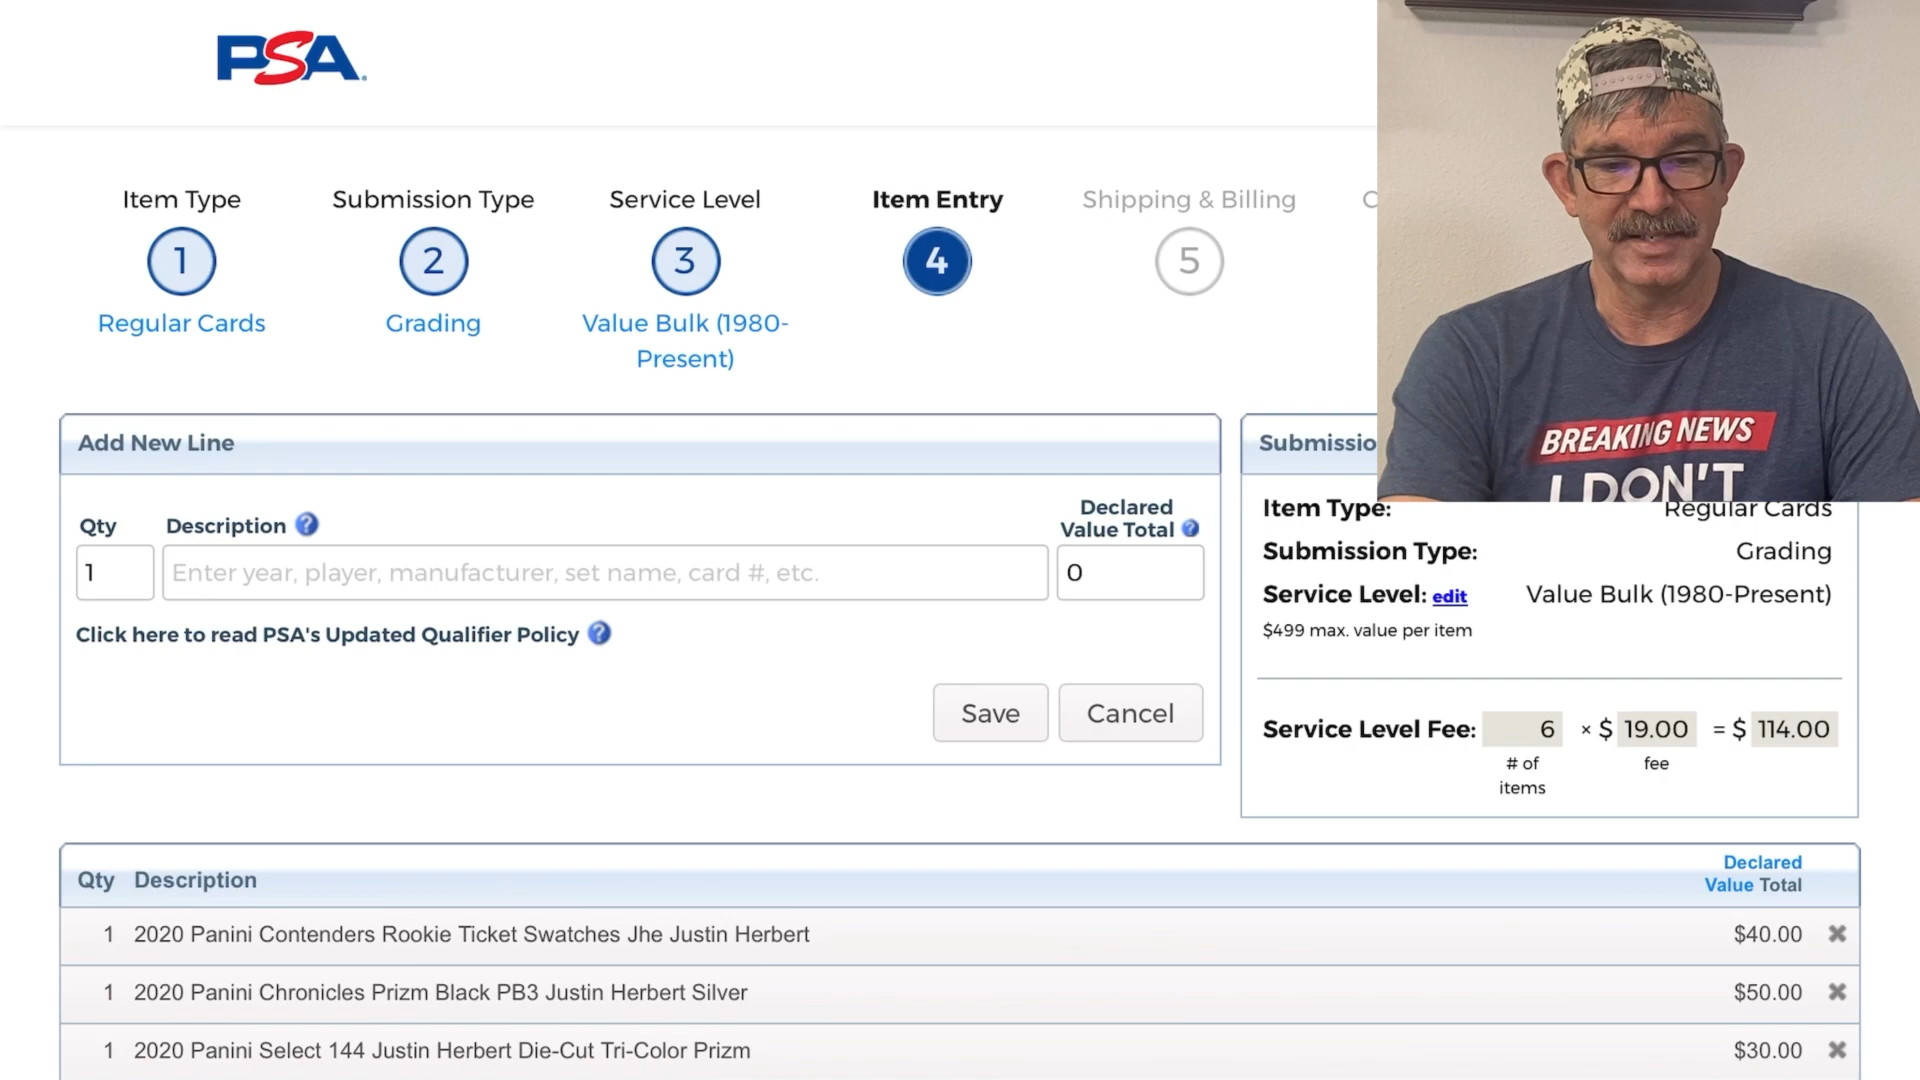 PSA
Item Type
Submission Type
Service Level
Item Entry
Shipping & Billing
1
2
3
4
5
Regular Cards
Grading
Value Bulk (1980-
Present)
BREAKING NEWS
I DON'T
Add New Line
Qty
Description
Declared
Value Total
1
Enter year, player, manufacturer, set name, card #, etc.
0
Click here to read PSA's Updated Qualifier Policy
Save
Cancel
Item Type: Regular Cards
Submission Type: Grading
Service Level: edit Value Bulk (1980-Present)
$499 max. value per item
Service Level Fee: 6 × $ 19.00 = $ 114.00
# of
items
fee
Qty Description
Declared
Value Total
1 2020 Panini Contenders Rookie Ticket Swatches Jhe Justin Herbert $40.00
1 2020 Panini Chronicles Prizm Black PB3 Justin Herbert Silver $50.00
1 2020 Panini Select 144 Justin Herbert Die-Cut Tri-Color Prizm $30.00